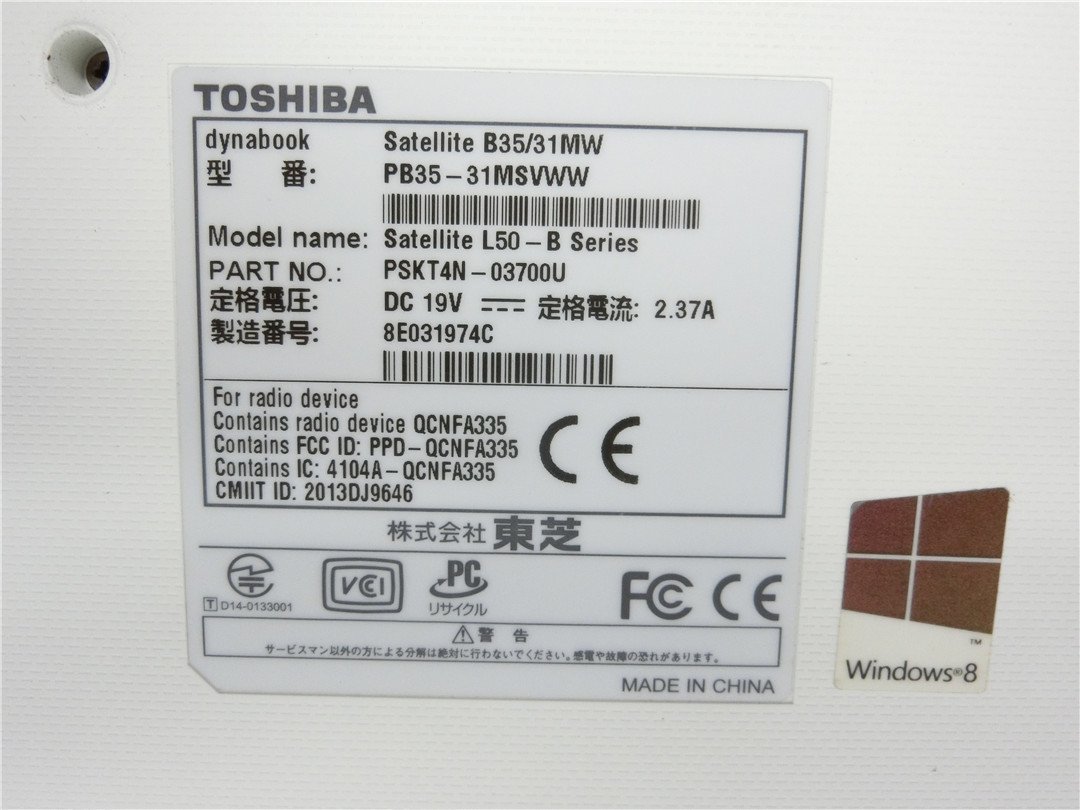 TOSHIBA
dynabook Satellite B35/31MW
型 番: PB35-31MSVWW
Model name: Satellite L50-B Series
PART NO.: PSKT4N-03700U
定格電圧: DC 19V 定格電流: 2.37A
製造番号: 8E031974C
For radio device
Contains radio device QCNFA335
Contains FCC ID: PPD-QCNFA335
Contains IC: 4104A-QCNFA335
CMIIT ID: 2013DJ9646
CE
株式会社 東芝
T D14-0133001
VCI
PC
リサイクル
FC CE
警 告
サービスマン以外の方による分解は絶対に行わないでください。感電や故障の恐れがあります。
MADE IN CHINA
™
Windows®8